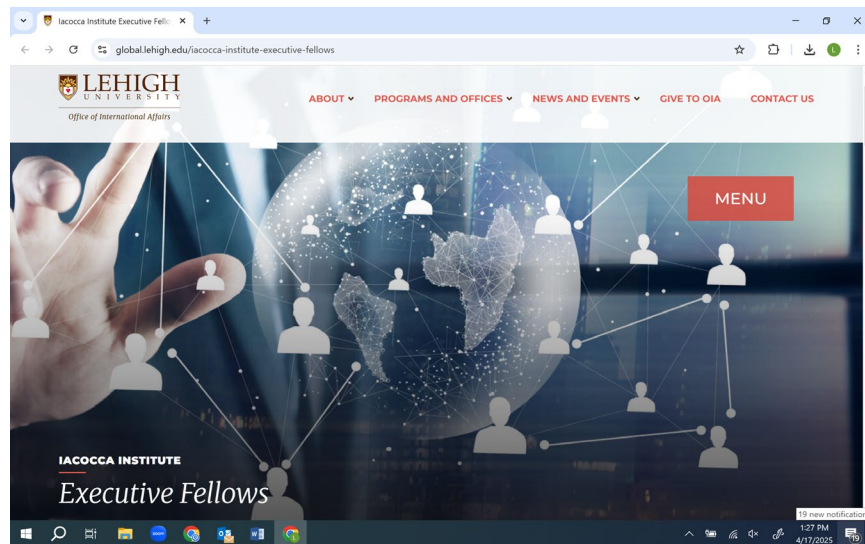 Iacocca Institute Executive Fello
global.lehigh.edu/iacocca-institute-executive-fellows
L
LEHIGH
UNIVERSITY
Office of International Affairs
ABOUT PROGRAMS AND OFFICES NEWS AND EVENTS GIVE TO OIA CONTACT US
MENU
IACOCCA INSTITUTE
Executive Fellows
19 new notification
zoom
1:27 PM
4/17/2025
19